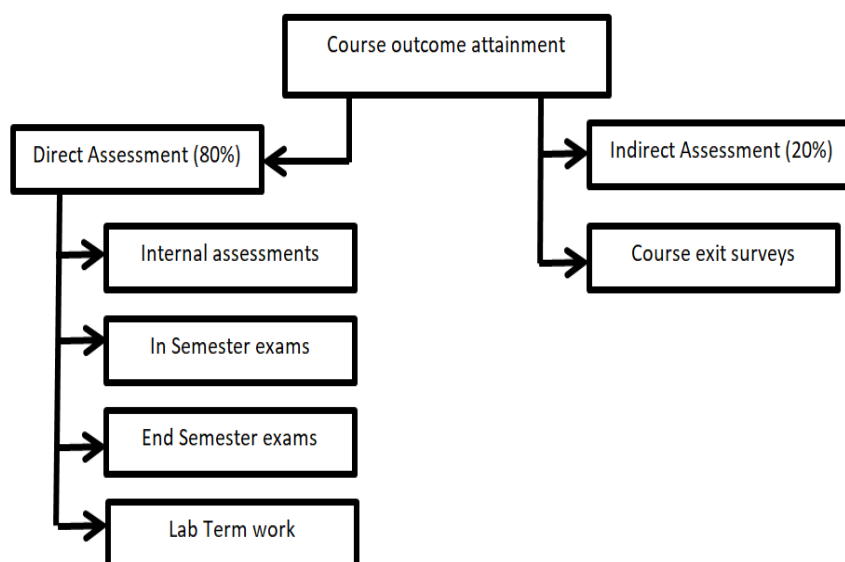 Course outcome attainment
Direct Assessment (80%)
Indirect Assessment (20%)
Internal assessments
Course exit surveys
In Semester exams
End Semester exams
Lab Term work